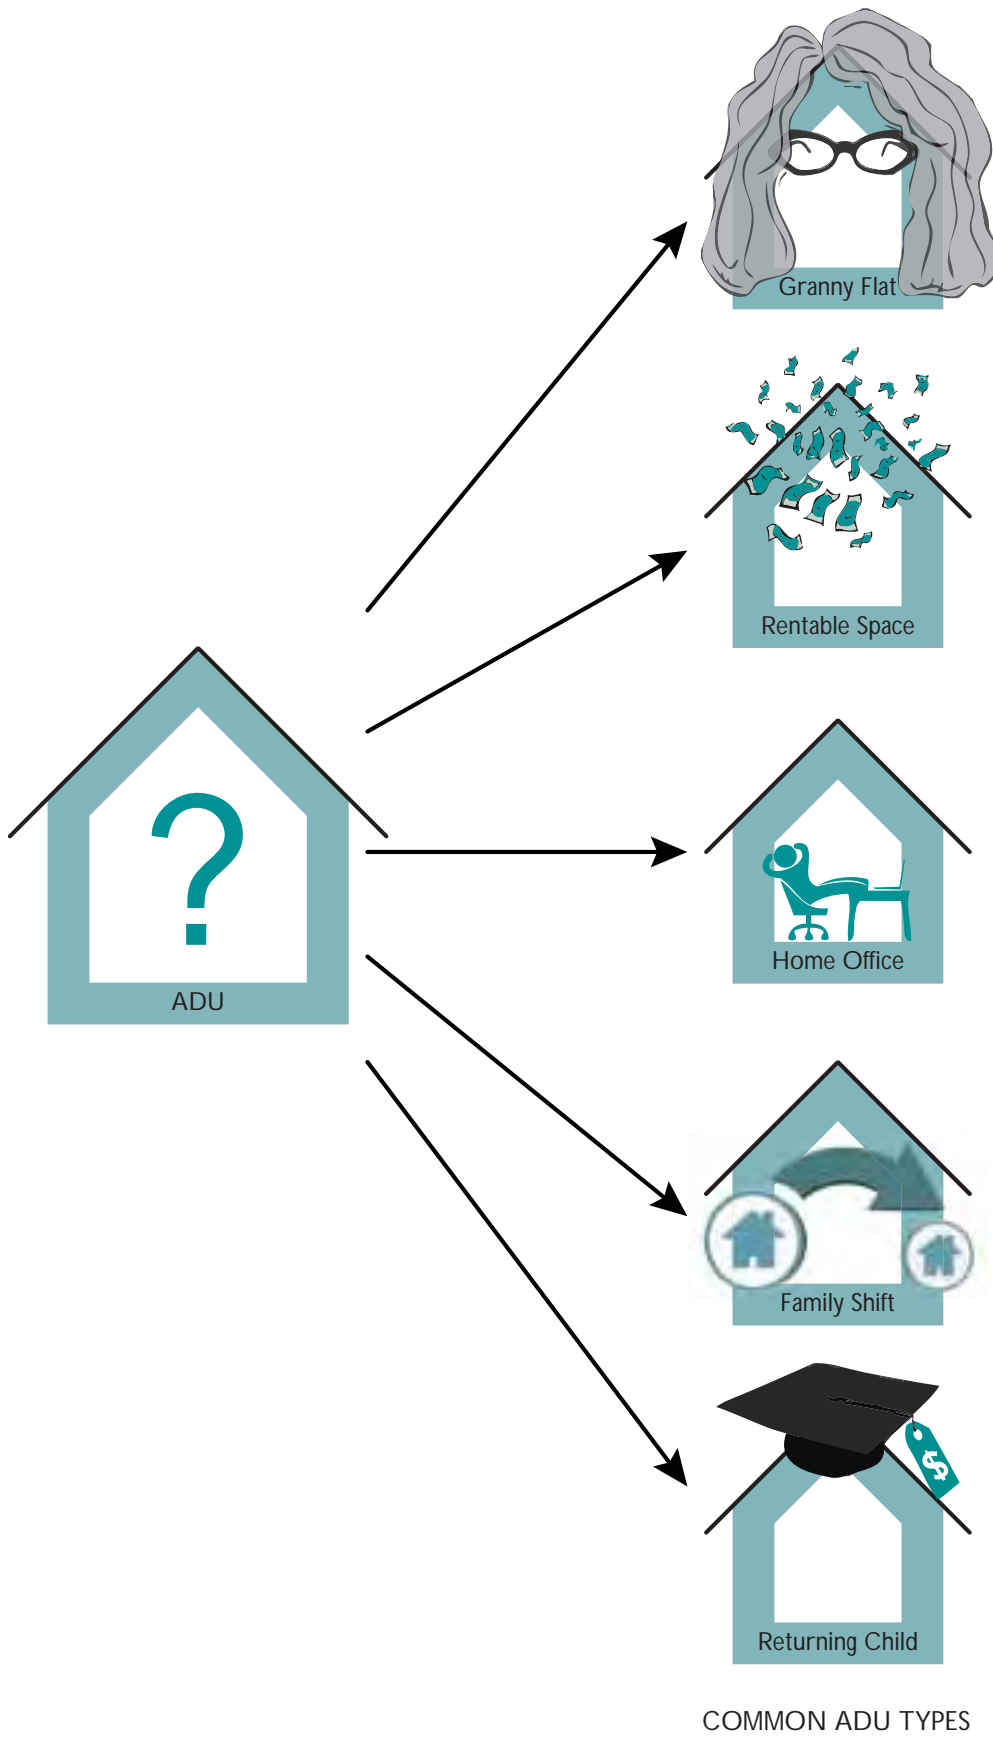 Granny Flat
Rentable Space
?
ADU
Home Office
Family Shift
$
Returning Child
COMMON ADU TYPES